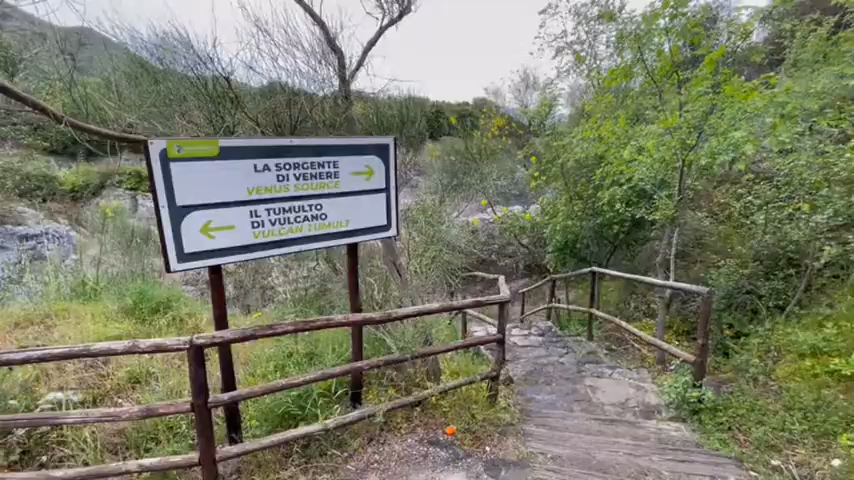 LA SORGENTE
DI VENERE
VENUS SOURCE
IL TUMULTO
DI VULCANO
VULCAN TUMULT